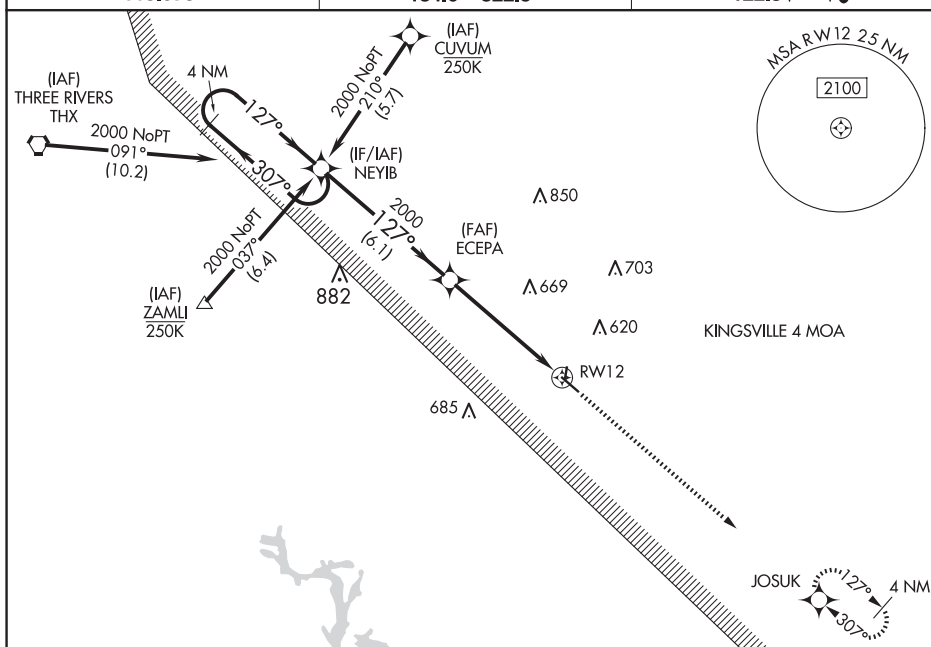 MSA RW12 25 NM
2100
(IAF)
CUVUM
250K
2000 NoPT
210°
(5.7)
(IAF)
THREE RIVERS
THX
2000 NoPT
091°
(10.2)
4 NM
127°
307°
(IF/IAF)
NEYIB
2000 NoPT
037°
(6.4)
(IAF)
ZAMLI
250K
2000
127°
(6.1)
(FAF)
ECEPA
850
882
669
703
620
KINGSVILLE 4 MOA
RW12
685
JOSUK
127°
4 NM
307°